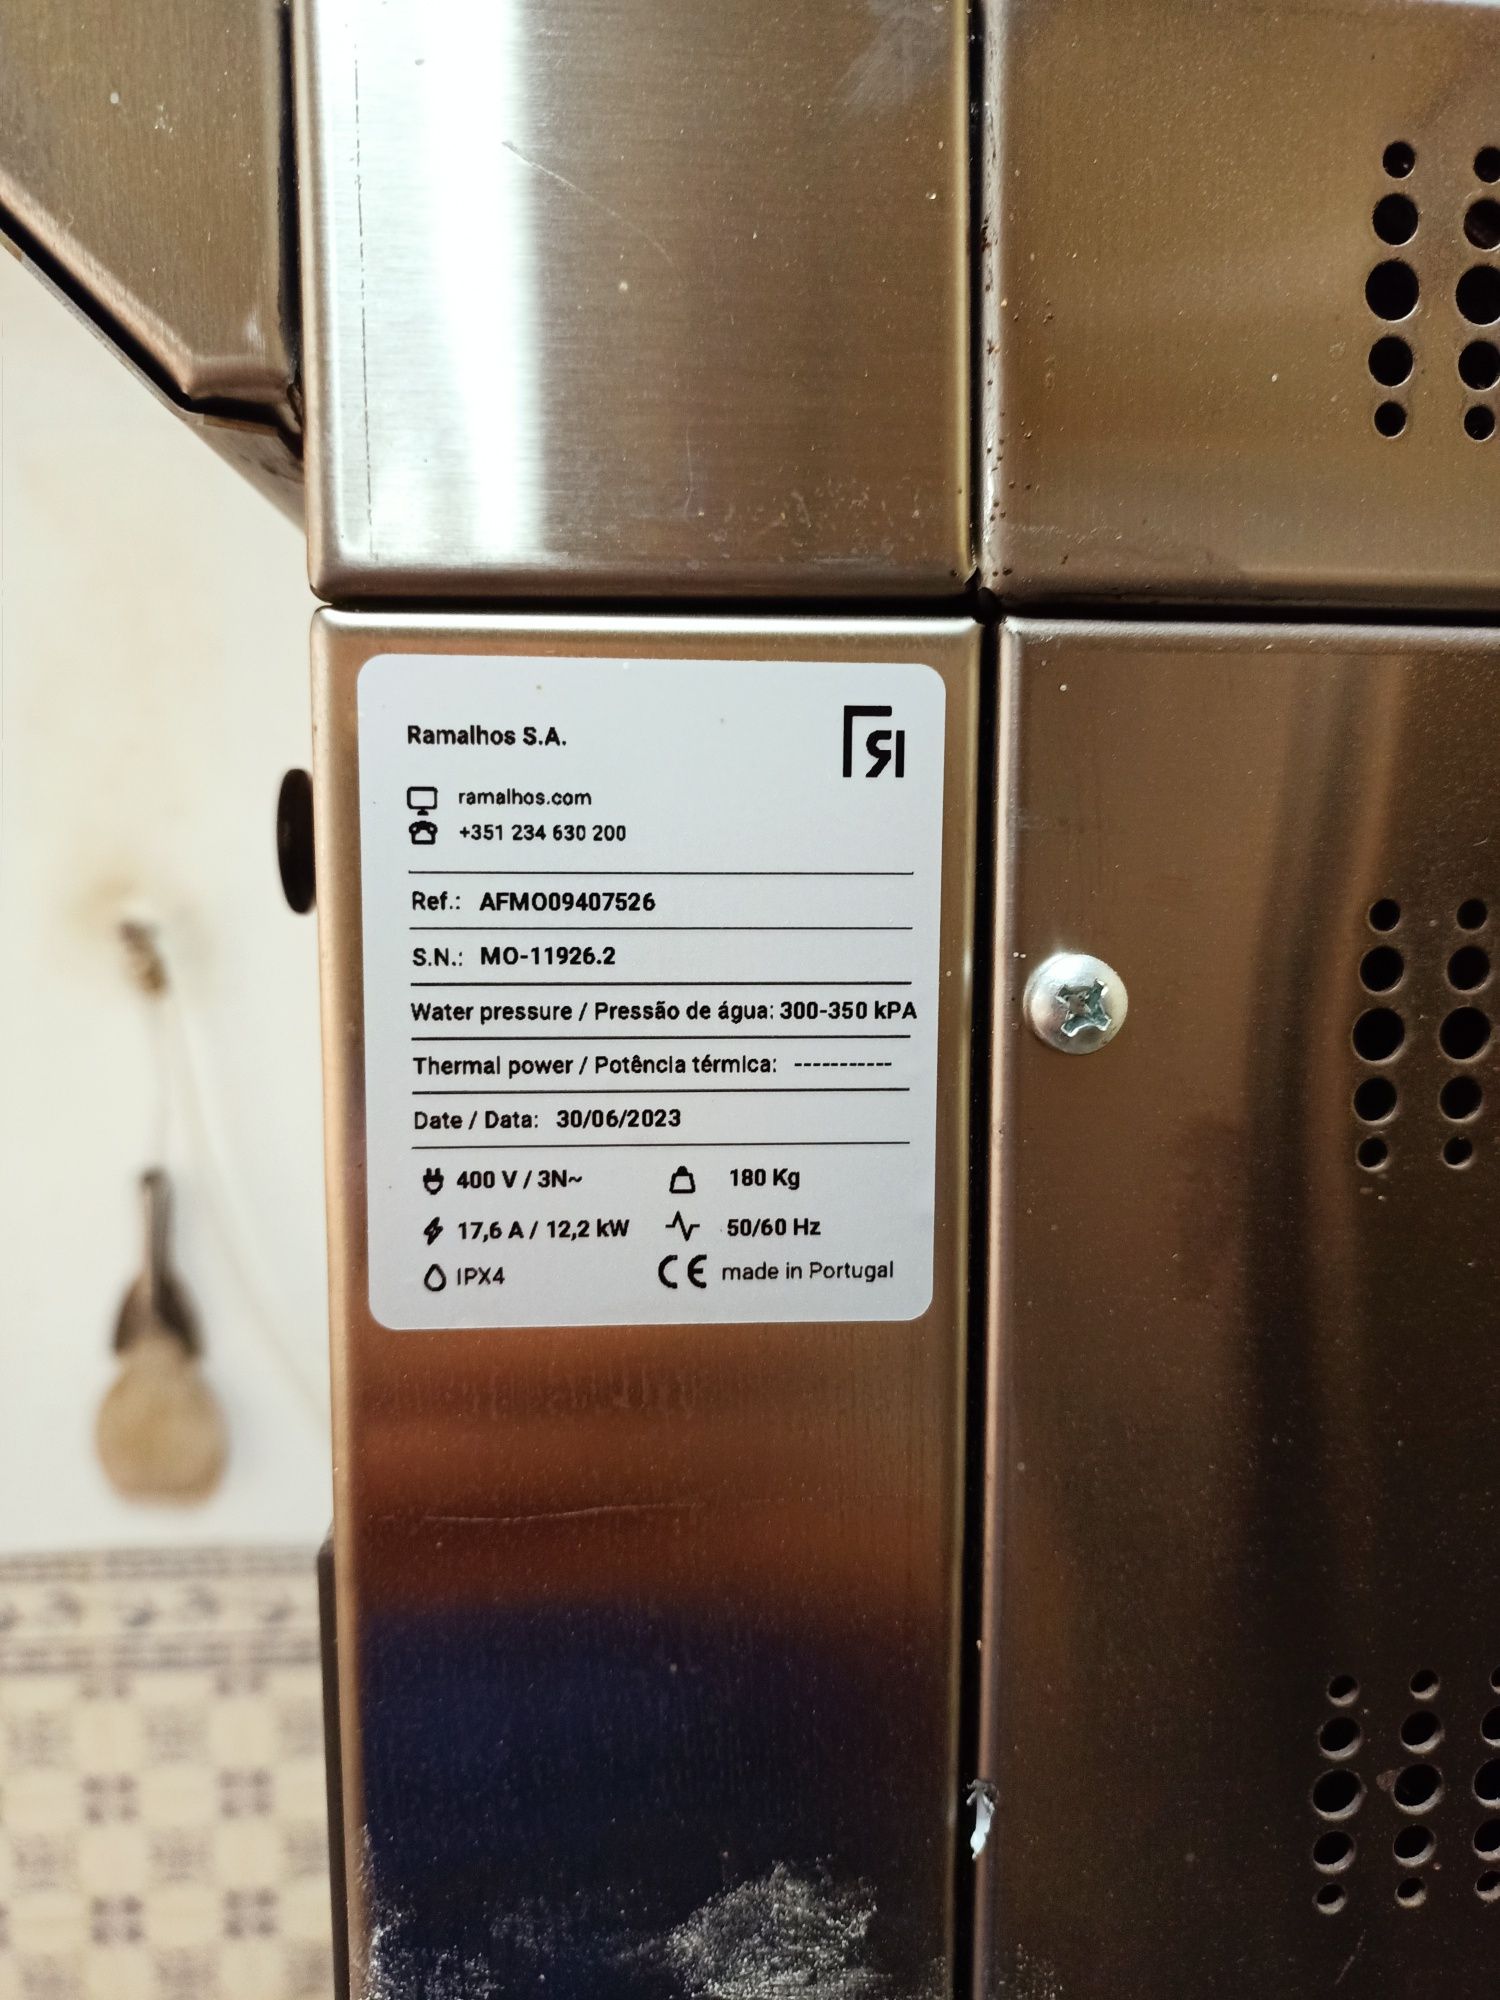 Ramalhos S.A.
ramalhos.com
+351 234 630 200
Ref.: AFMO09407526
S.N.: MO-11926.2
Water pressure / Pressão de água: 300-350 kPA
Thermal power / Potência térmica: -----------
Date / Data: 30/06/2023
400 V / 3N~ 180 Kg
17,6 A / 12,2 kW 50/60 Hz
IPX4 CE made in Portugal